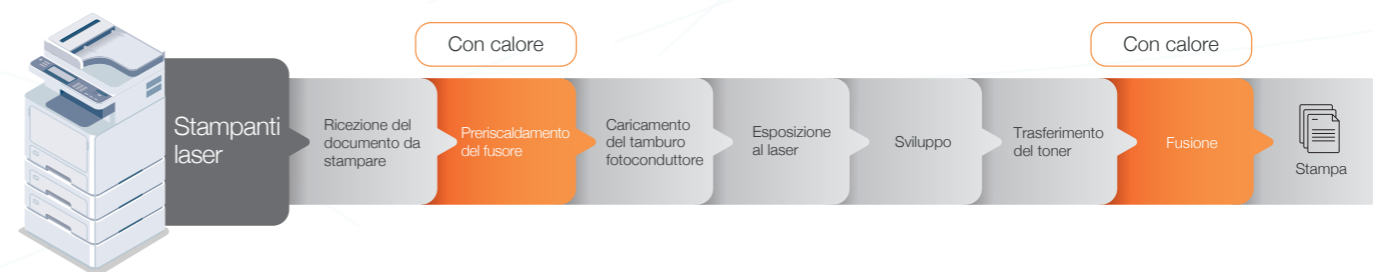 Con calore
Con calore
Stampanti
laser
Ricezione del
documento da
stampare
Preriscaldamento
del fusore
Caricamento
del tamburo
fotoconduttore
Esposizione
al laser
Sviluppo
Trasferimento
del toner
Fusione
Stampa